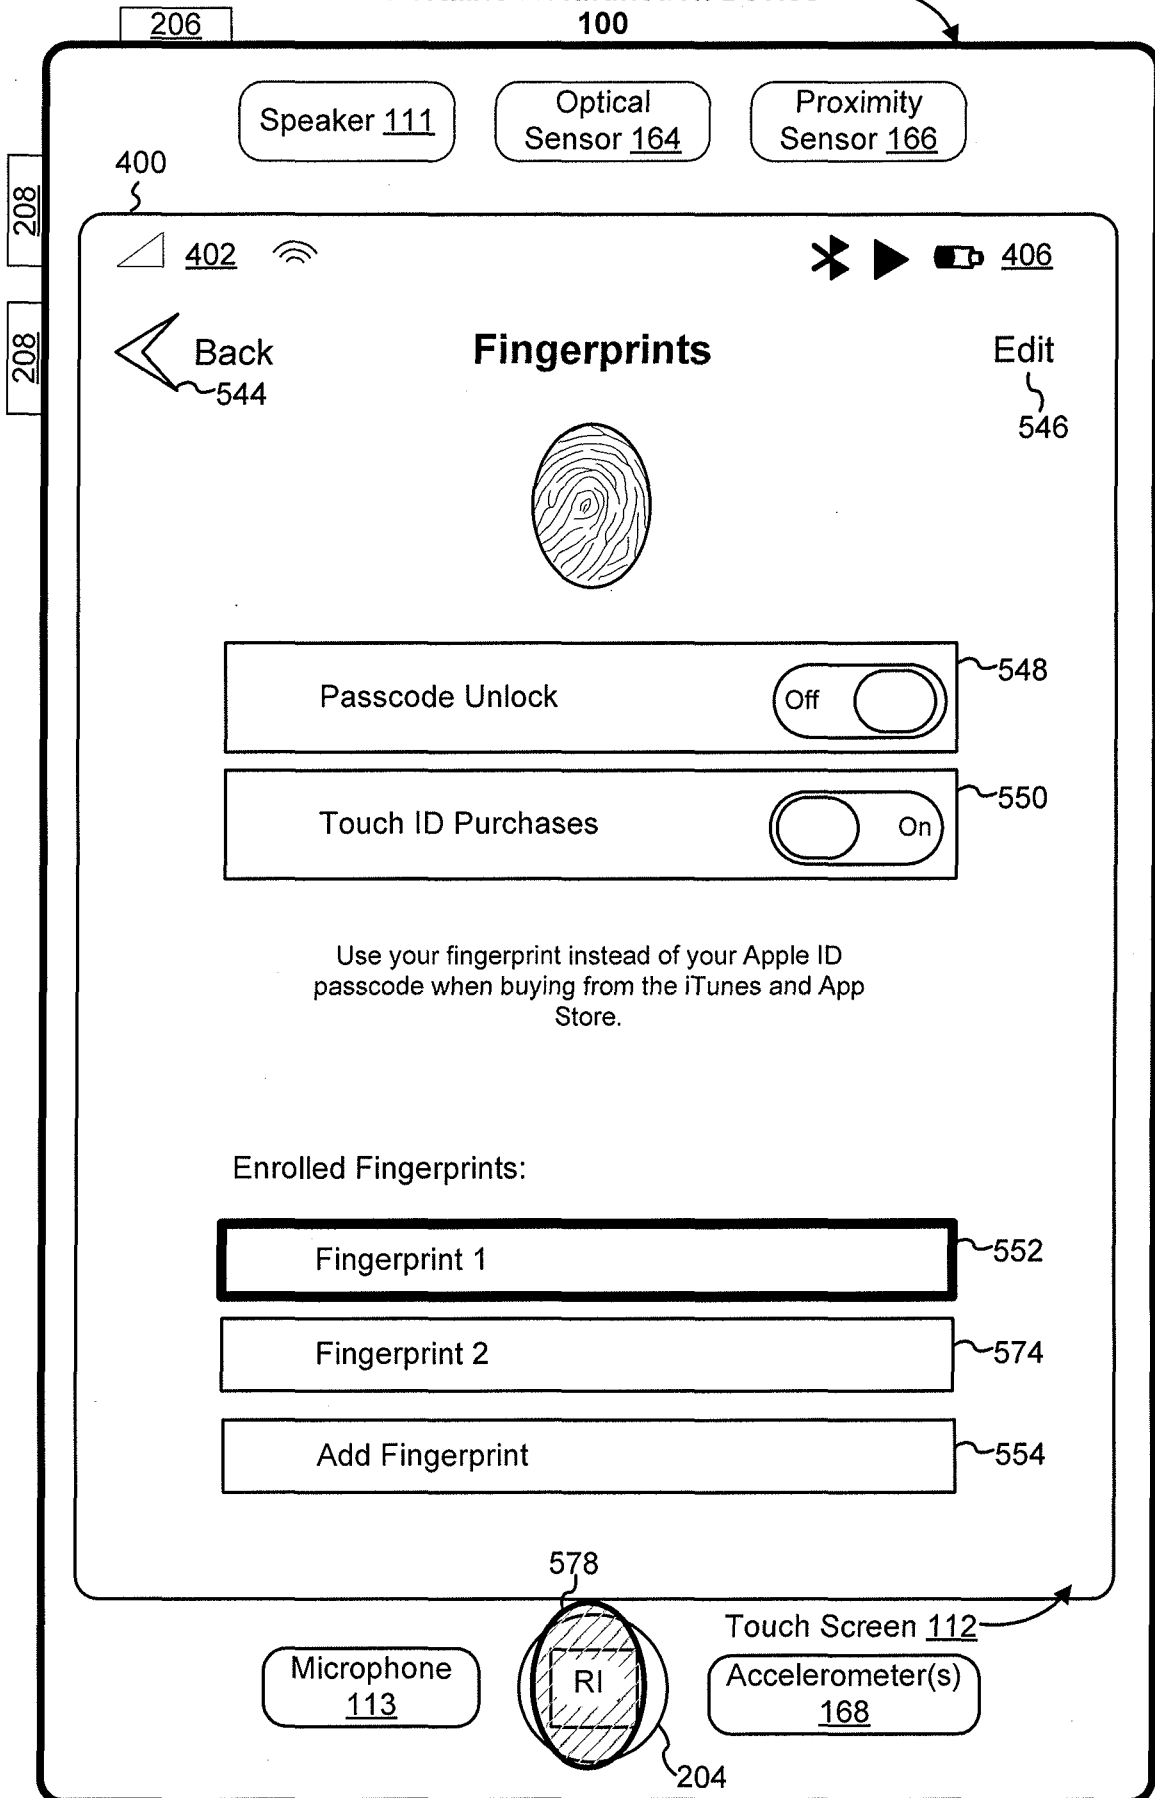 206
100
Speaker 111
Optical
Sensor 164
Proximity
Sensor 166
400
208
402
406
208
Back
Fingerprints
Edit
544
546
548
Passcode Unlock
Off
550
Touch ID Purchases
On
Use your fingerprint instead of your Apple ID
passcode when buying from the iTunes and App
Store.
Enrolled Fingerprints:
552
Fingerprint 1
Fingerprint 2
574
Add Fingerprint
554
578
Touch Screen 112
Microphone
113
RI
Accelerometer(s)
168
204